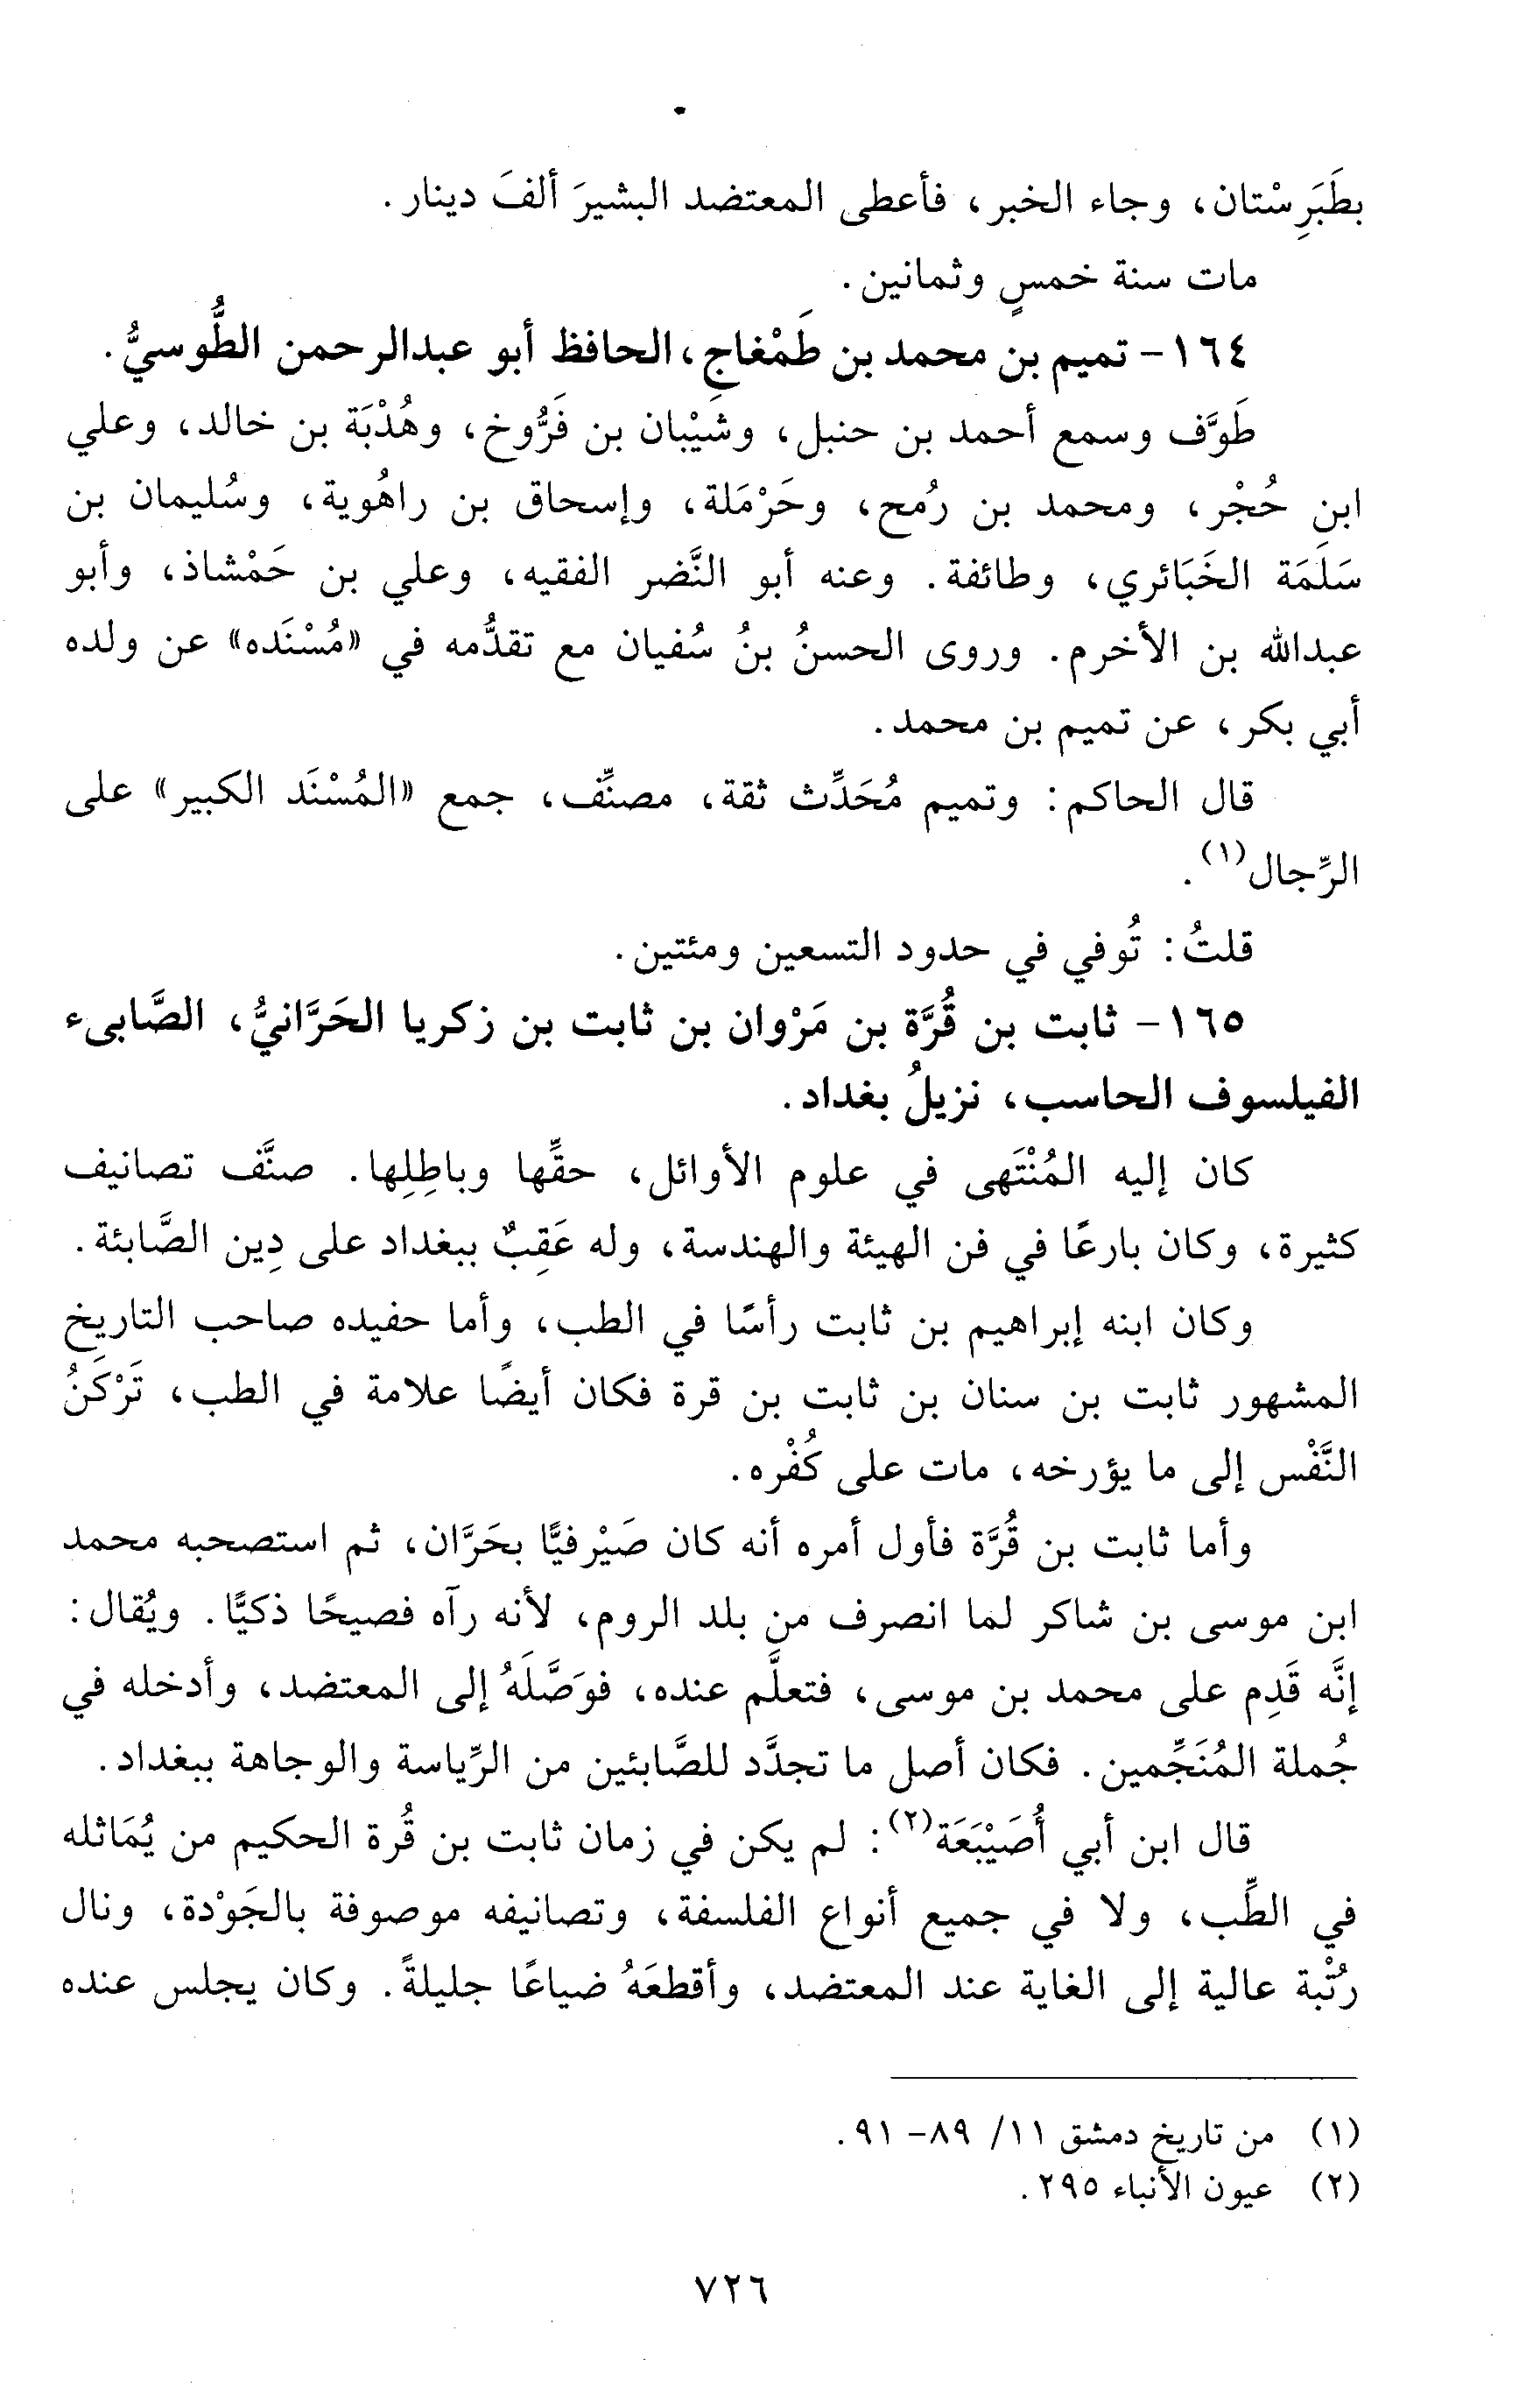 بطَبَرِسْتان، وجاء الخبر، فأعطى المعتضد البشيرَ ألفَ دينار.
مات سنة خمسٍ وثمانين.
١٦٤- تميم بن محمد بن طَمْغاجِ، الحافظ أبو عبدالرحمن الطُّوسيُّ.
طَوَّف وسمع أحمد بن حنبل، وشَيْبان بن فَرُّوخ، وهُدْبَة بن خالد، وعلي
ابن حُجْر، ومحمد بن رُمح، وحَرْمَلة، وإسحاق بن راهُوية، وسُليمان بن
سَلَمَة الخَبَائري، وطائفة. وعنه أبو النَّضر الفقيه، وعلي بن حَمْشاذ، وأبو
عبدالله بن الأخرم. وروى الحسنُ بنُ سُفيان مع تقدُّمه في «مُسْنَده» عن ولده
أبي بكر، عن تميم بن محمد.
قال الحاكم: وتميم مُحَدِّث ثقة، مصنِّف، جمع «المُسْنَد الكبير» على
الرِّجال(١).
قلتُ: تُوفي في حدود التسعين ومئتين.
١٦٥- ثابت بن قُرَّة بن مَرْوان بن ثابت بن زكريا الحَرَّانيُّ، الصَّابىء
الفيلسوف الحاسب، نزيلُ بغداد.
كان إليه المُنْتَهى في علوم الأوائل، حقِّها وباطِلِها. صنَّف تصانيف
كثيرة، وكان بارعًا في فن الهيئة والهندسة، وله عَقِبٌ ببغداد على دِين الصَّابئة.
وكان ابنه إبراهيم بن ثابت رأسًا في الطب، وأما حفيده صاحب التاريخ
المشهور ثابت بن سنان بن ثابت بن قرة فكان أيضًا علامة في الطب، تَرْكَنُ
النَّفْس إلى ما يؤرخه، مات على كُفْره.
وأما ثابت بن قُرَّة فأول أمره أنه كان صَيْرفيًّا بحَرَّان، ثم استصحبه محمد
ابن موسى بن شاكر لما انصرف من بلد الروم، لأنه رآه فصيحًا ذكيًّا. ويُقال:
إنَّه قَدِم على محمد بن موسى، فتعلَّم عنده، فوَصَّلَهُ إلى المعتضد، وأدخله في
جُملة المُنَجِّمين. فكان أصل ما تجدَّد للصَّابئين من الرِّياسة والوجاهة ببغداد.
قال ابن أبي أُصَيْبَعَة(٢): لم يكن في زمان ثابت بن قُرة الحكيم من يُمَاثله
في الطِّب، ولا في جميع أنواع الفلسفة، وتصانيفه موصوفة بالجَوْدة، ونال
رُتْبة عالية إلى الغاية عند المعتضد، وأقطعَهُ ضياعًا جليلةً. وكان يجلس عنده
(١) من تاريخ دمشق ١١/ ٨٩- ٩١.
(٢) عيون الأنباء ٢٩٥.
٧٢٦